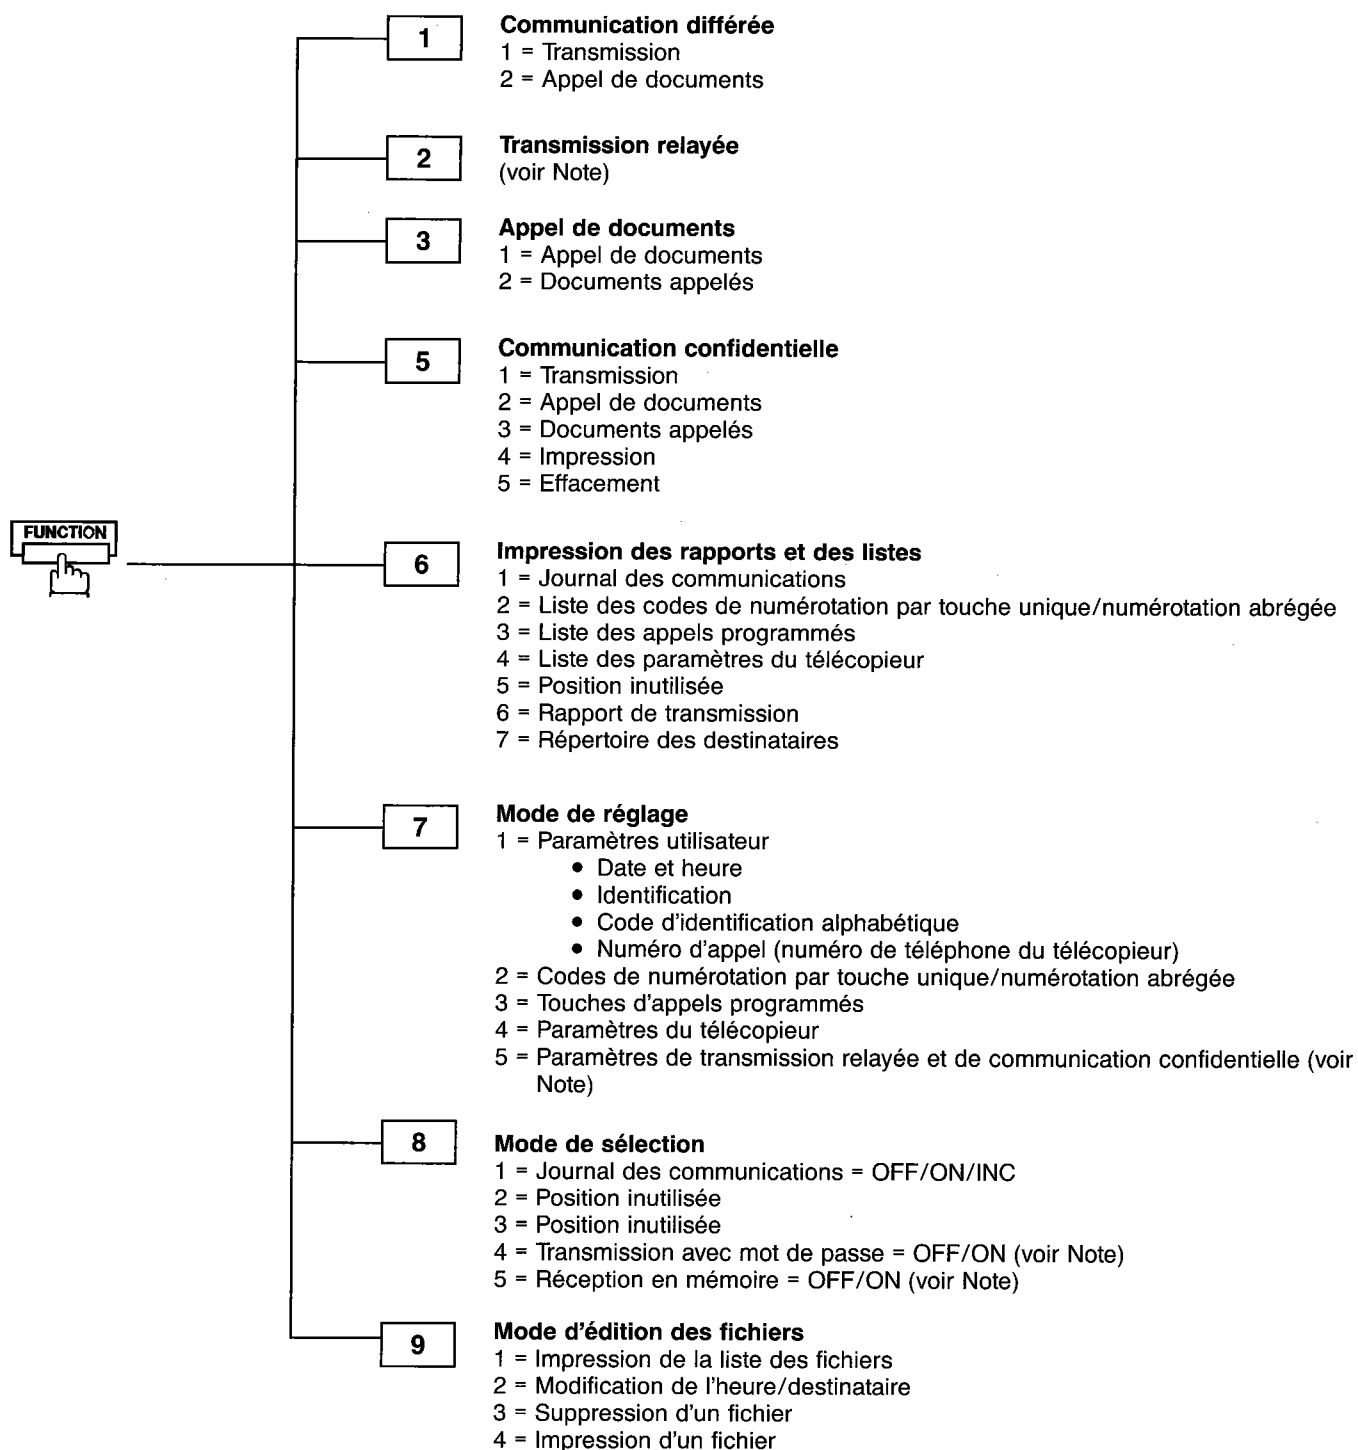 1
Communication différée
1 = Transmission
2 = Appel de documents
2
Transmission relayée
(voir Note)
3
Appel de documents
1 = Appel de documents
2 = Documents appelés
5
Communication confidentielle
1 = Transmission
2 = Appel de documents
3 = Documents appelés
4 = Impression
5 = Effacement
FUNCTION
6
Impression des rapports et des listes
1 = Journal des communications
2 = Liste des codes de numérotation par touche unique/numérotation abrégée
3 = Liste des appels programmés
4 = Liste des paramètres du télécopieur
5 = Position inutilisée
6 = Rapport de transmission
7 = Répertoire des destinataires
7
Mode de réglage
1 = Paramètres utilisateur
• Date et heure
• Identification
• Code d'identification alphabétique
• Numéro d'appel (numéro de téléphone du télécopieur)
2 = Codes de numérotation par touche unique/numérotation abrégée
3 = Touches d'appels programmés
4 = Paramètres du télécopieur
5 = Paramètres de transmission relayée et de communication confidentielle (voir
Note)
8
Mode de sélection
1 = Journal des communications = OFF/ON/INC
2 = Position inutilisée
3 = Position inutilisée
4 = Transmission avec mot de passe = OFF/ON (voir Note)
5 = Réception en mémoire = OFF/ON (voir Note)
9
Mode d'édition des fichiers
1 = Impression de la liste des fichiers
2 = Modification de l'heure/destinataire
3 = Suppression d'un fichier
4 = Impression d'un fichier